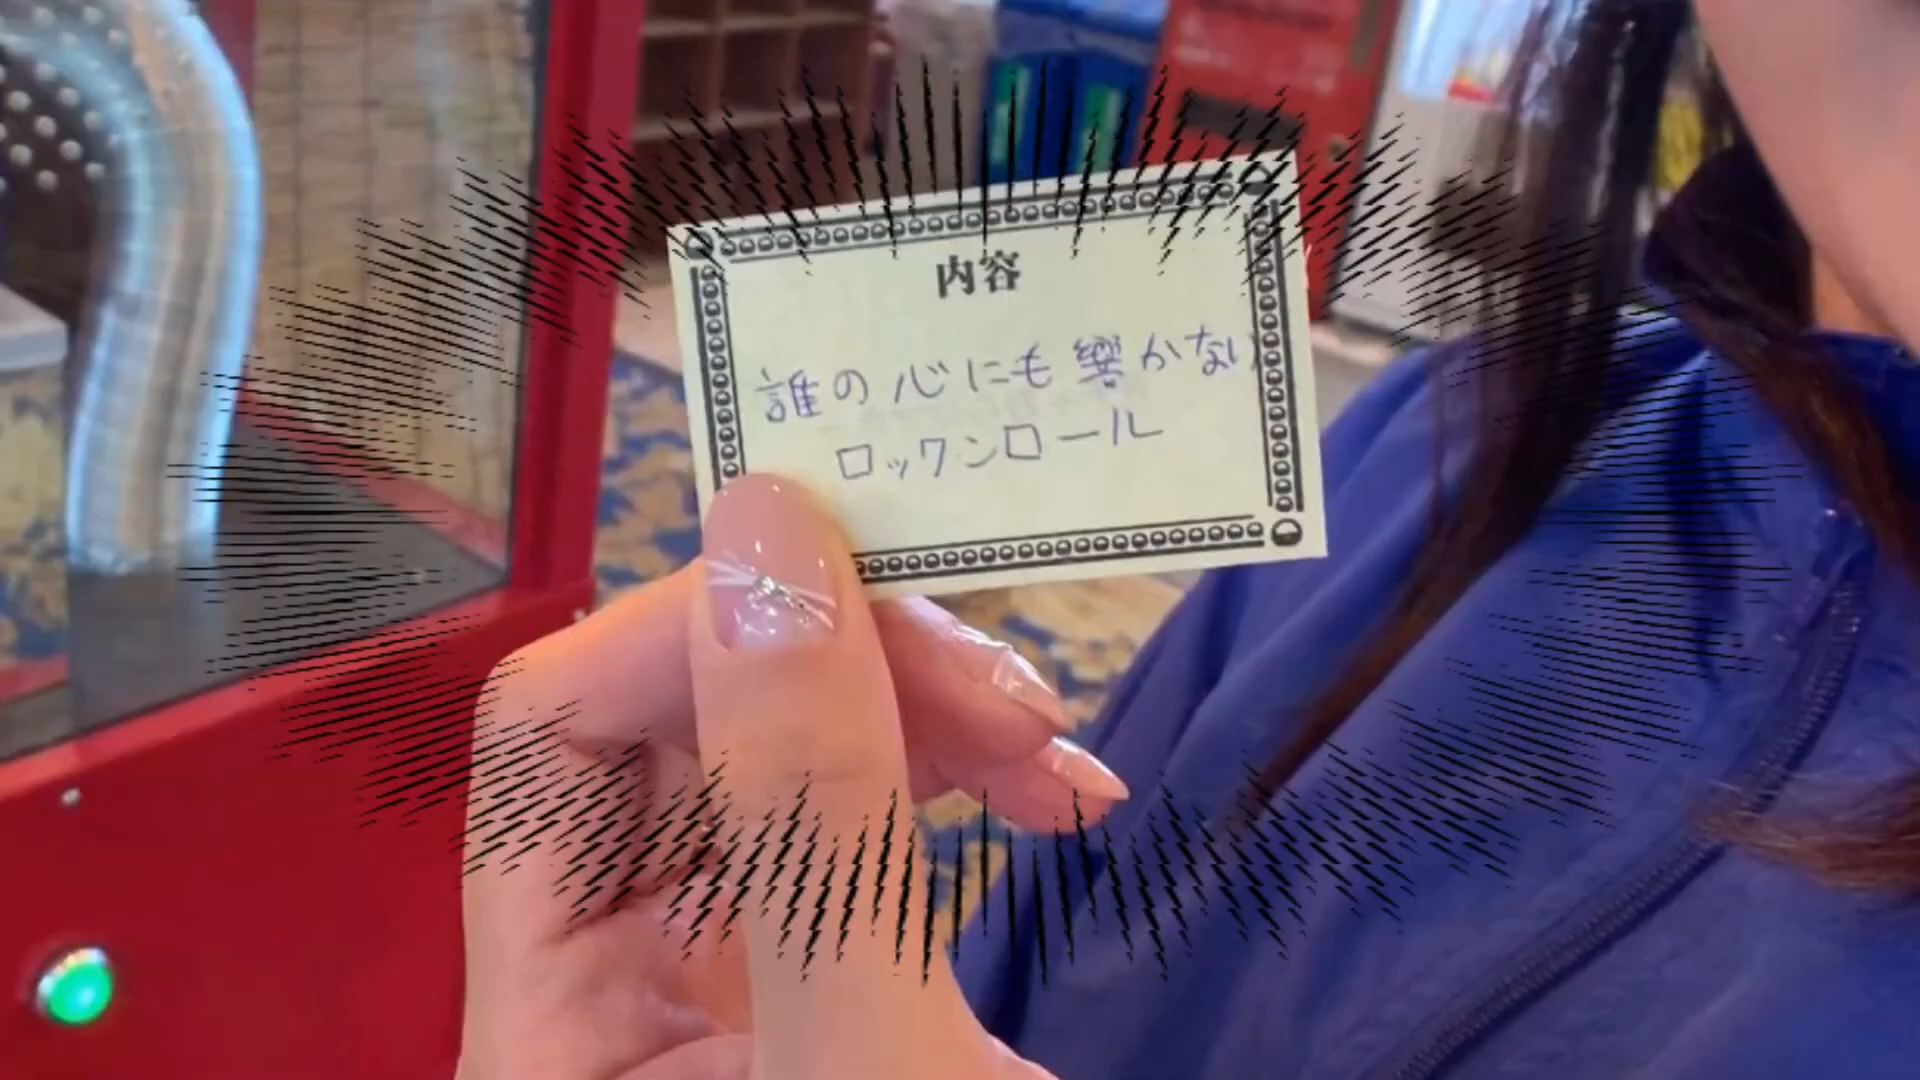 内容
誰の心にも響かない
ロックンロール